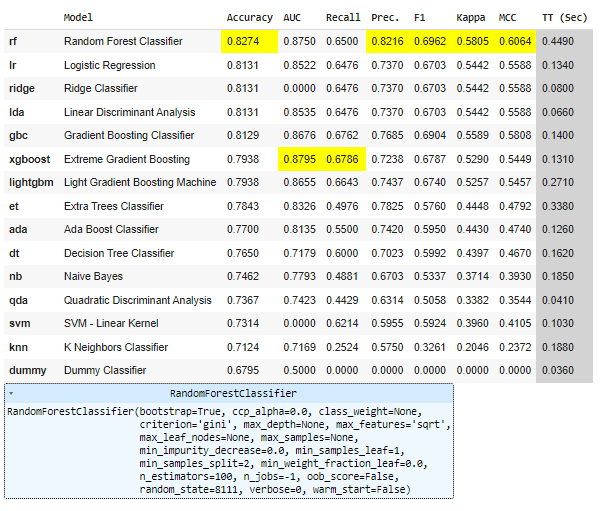 Model Accuracy AUC Recall Prec. F1 Kappa MCC TT (Sec)
rf Random Forest Classifier 0.8274 0.8750 0.6500 0.8216 0.6962 0.5805 0.6064 0.4490
lr Logistic Regression 0.8131 0.8522 0.6476 0.7370 0.6703 0.5442 0.5588 0.1340
ridge Ridge Classifier 0.8131 0.0000 0.6476 0.7370 0.6703 0.5442 0.5588 0.0800
lda Linear Discriminant Analysis 0.8131 0.8535 0.6476 0.7370 0.6703 0.5442 0.5588 0.0660
gbc Gradient Boosting Classifier 0.8129 0.8676 0.6762 0.7685 0.6904 0.5589 0.5808 0.1400
xgboost Extreme Gradient Boosting 0.7938 0.8795 0.6786 0.7238 0.6787 0.5290 0.5449 0.1310
lightgbm Light Gradient Boosting Machine 0.7938 0.8655 0.6643 0.7437 0.6740 0.5257 0.5457 0.2710
et Extra Trees Classifier 0.7843 0.8326 0.4976 0.7825 0.5760 0.4448 0.4792 0.3380
ada Ada Boost Classifier 0.7700 0.8135 0.5500 0.7420 0.5950 0.4430 0.4740 0.1260
dt Decision Tree Classifier 0.7650 0.7179 0.6000 0.7023 0.5992 0.4397 0.4670 0.1620
nb Naive Bayes 0.7462 0.7793 0.4881 0.6703 0.5337 0.3714 0.3930 0.1850
qda Quadratic Discriminant Analysis 0.7367 0.7423 0.4429 0.6314 0.5058 0.3382 0.3544 0.0410
svm SVM - Linear Kernel 0.7314 0.0000 0.6214 0.5955 0.5924 0.3960 0.4105 0.1030
knn K Neighbors Classifier 0.7124 0.7169 0.2524 0.5750 0.3261 0.2046 0.2372 0.1880
dummy Dummy Classifier 0.6795 0.5000 0.0000 0.0000 0.0000 0.0000 0.0000 0.0360
RandomForestClassifier
RandomForestClassifier(bootstrap=True, ccp_alpha=0.0, class_weight=None,
criterion='gini', max_depth=None, max_features='sqrt',
max_leaf_nodes=None, max_samples=None,
min_impurity_decrease=0.0, min_samples_leaf=1,
min_samples_split=2, min_weight_fraction_leaf=0.0,
n_estimators=100, n_jobs=-1, oob_score=False,
random_state=8111, verbose=0, warm_start=False)